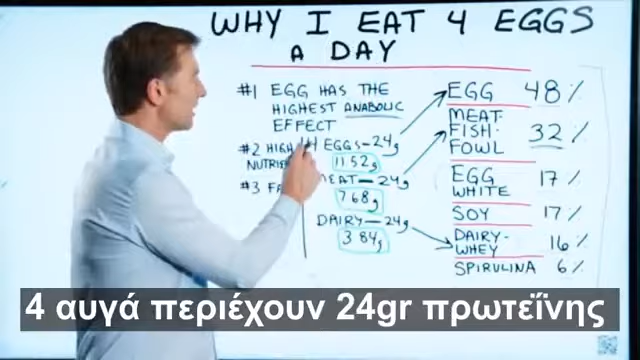 WHY I EAT 4 EGGS
A DAY
#1 EGG HAS THE
HIGHEST ANABOLIC
EFFECT
#2 HIGH
#3
4 EGGS-24g
11.52g
MEAT-24g
7.68g
DAIRY-24g
3.84g
EGG 48%
MEAT-
FISH-
FOWL 32%
EGG
WHITE 17%
SOY 17%
DAIRY-
WHEY 16%
SPIRULINA 6%
4 αυγά περιέχουν 24gr πρωτεΐνης